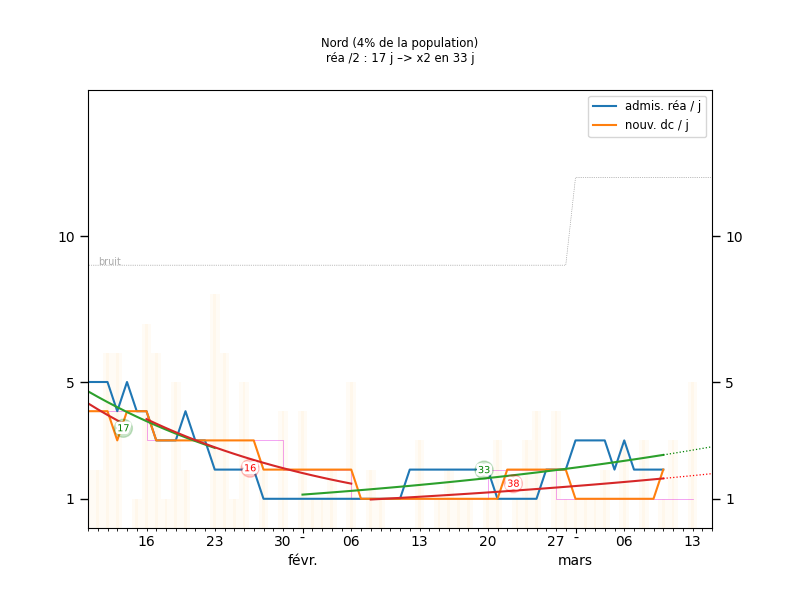 Nord (4% de la population)
réa /2 : 17 j –> x2 en 33 j
admis. réa / j
nouv. dc / j
10 10
bruit
5 5
17
16
33
38
1 1
16 23 30 - 06 13 20 27 - 06 13
févr. mars